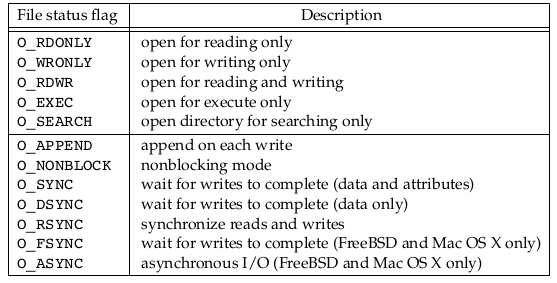 File status flag Description
O_RDONLY open for reading only
O_WRONLY open for writing only
O_RDWR open for reading and writing
O_EXEC open for execute only
O_SEARCH open directory for searching only
O_APPEND append on each write
O_NONBLOCK nonblocking mode
O_SYNC wait for writes to complete (data and attributes)
O_DSYNC wait for writes to complete (data only)
O_RSYNC synchronize reads and writes
O_FSYNC wait for writes to complete (FreeBSD and Mac OS X only)
O_ASYNC asynchronous I/O (FreeBSD and Mac OS X only)